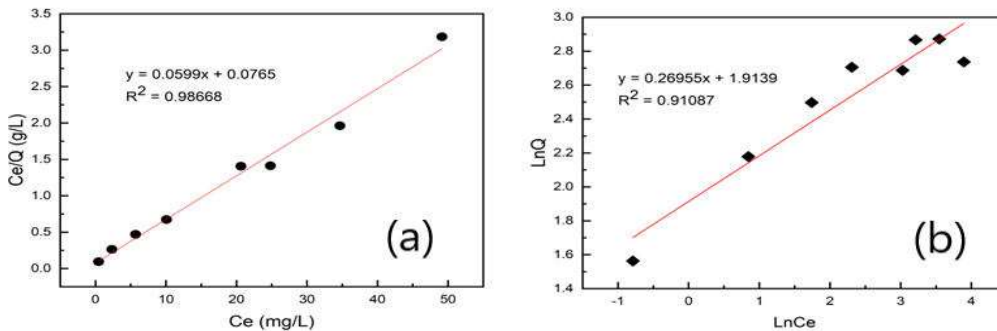 3.5
3.0
2.5
2.0
1.5
1.0
0.5
0.0
Ce/Q (g/L)
y = 0.0599x + 0.0765
R² = 0.98668
(a)
0 10 20 30 40 50
Ce (mg/L)
3.0
2.8
2.6
2.4
2.2
2.0
1.8
1.6
1.4
LnQ
y = 0.26955x + 1.9139
R² = 0.91087
(b)
-1 0 1 2 3 4
LnCe